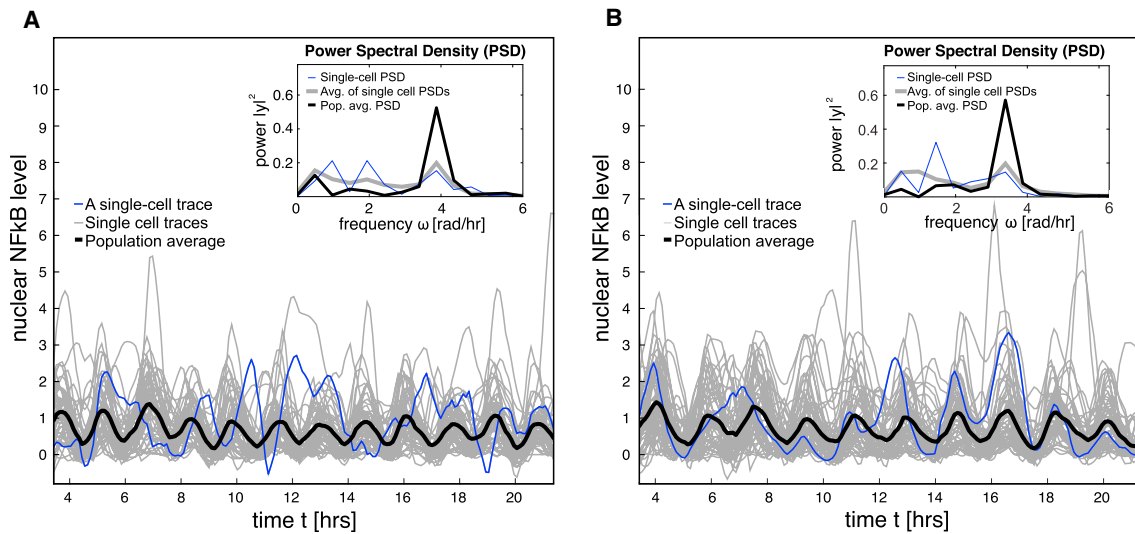 A
Power Spectral Density (PSD)
Single-cell PSD
Avg. of single cell PSDs
Pop. avg. PSD
power |y|²
0.6
0.4
0.2
0
2
4
6
frequency ω [rad/hr]
A single-cell trace
Single cell traces
Population average
nuclear NFkB level
10
9
8
7
6
5
4
3
2
1
0
4
6
8
10
12
14
16
18
20
time t [hrs]
B
Power Spectral Density (PSD)
Single-cell PSD
Avg. of single cell PSDs
Pop. avg. PSD
power |y|²
0.6
0.4
0.2
0
2
4
6
frequency ω [rad/hr]
A single-cell trace
Single cell traces
Population average
nuclear NFkB level
10
9
8
7
6
5
4
3
2
1
0
4
6
8
10
12
14
16
18
20
time t [hrs]